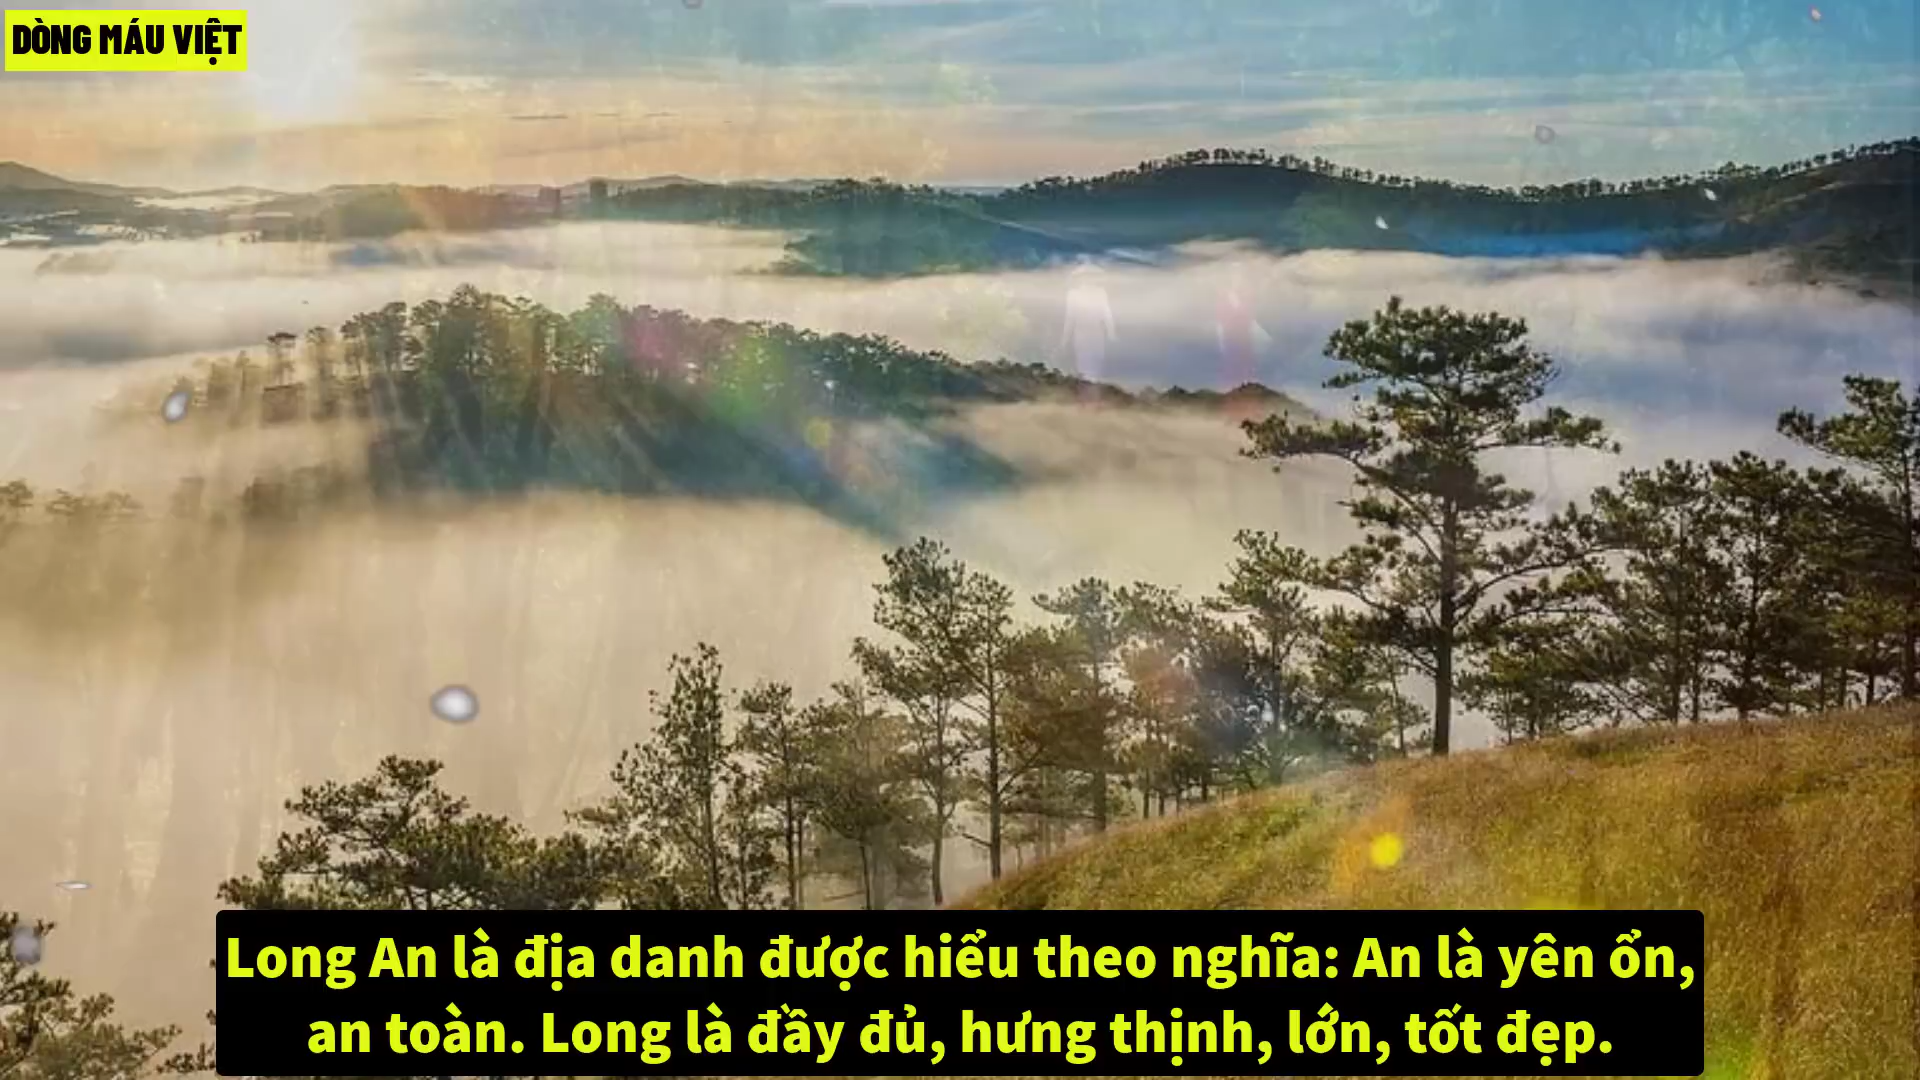 DÒNG MÁU VIỆT
Long An là địa danh được hiểu theo nghĩa: An là yên ổn,
an toàn. Long là đầy đủ, hưng thịnh, lớn, tốt đẹp.